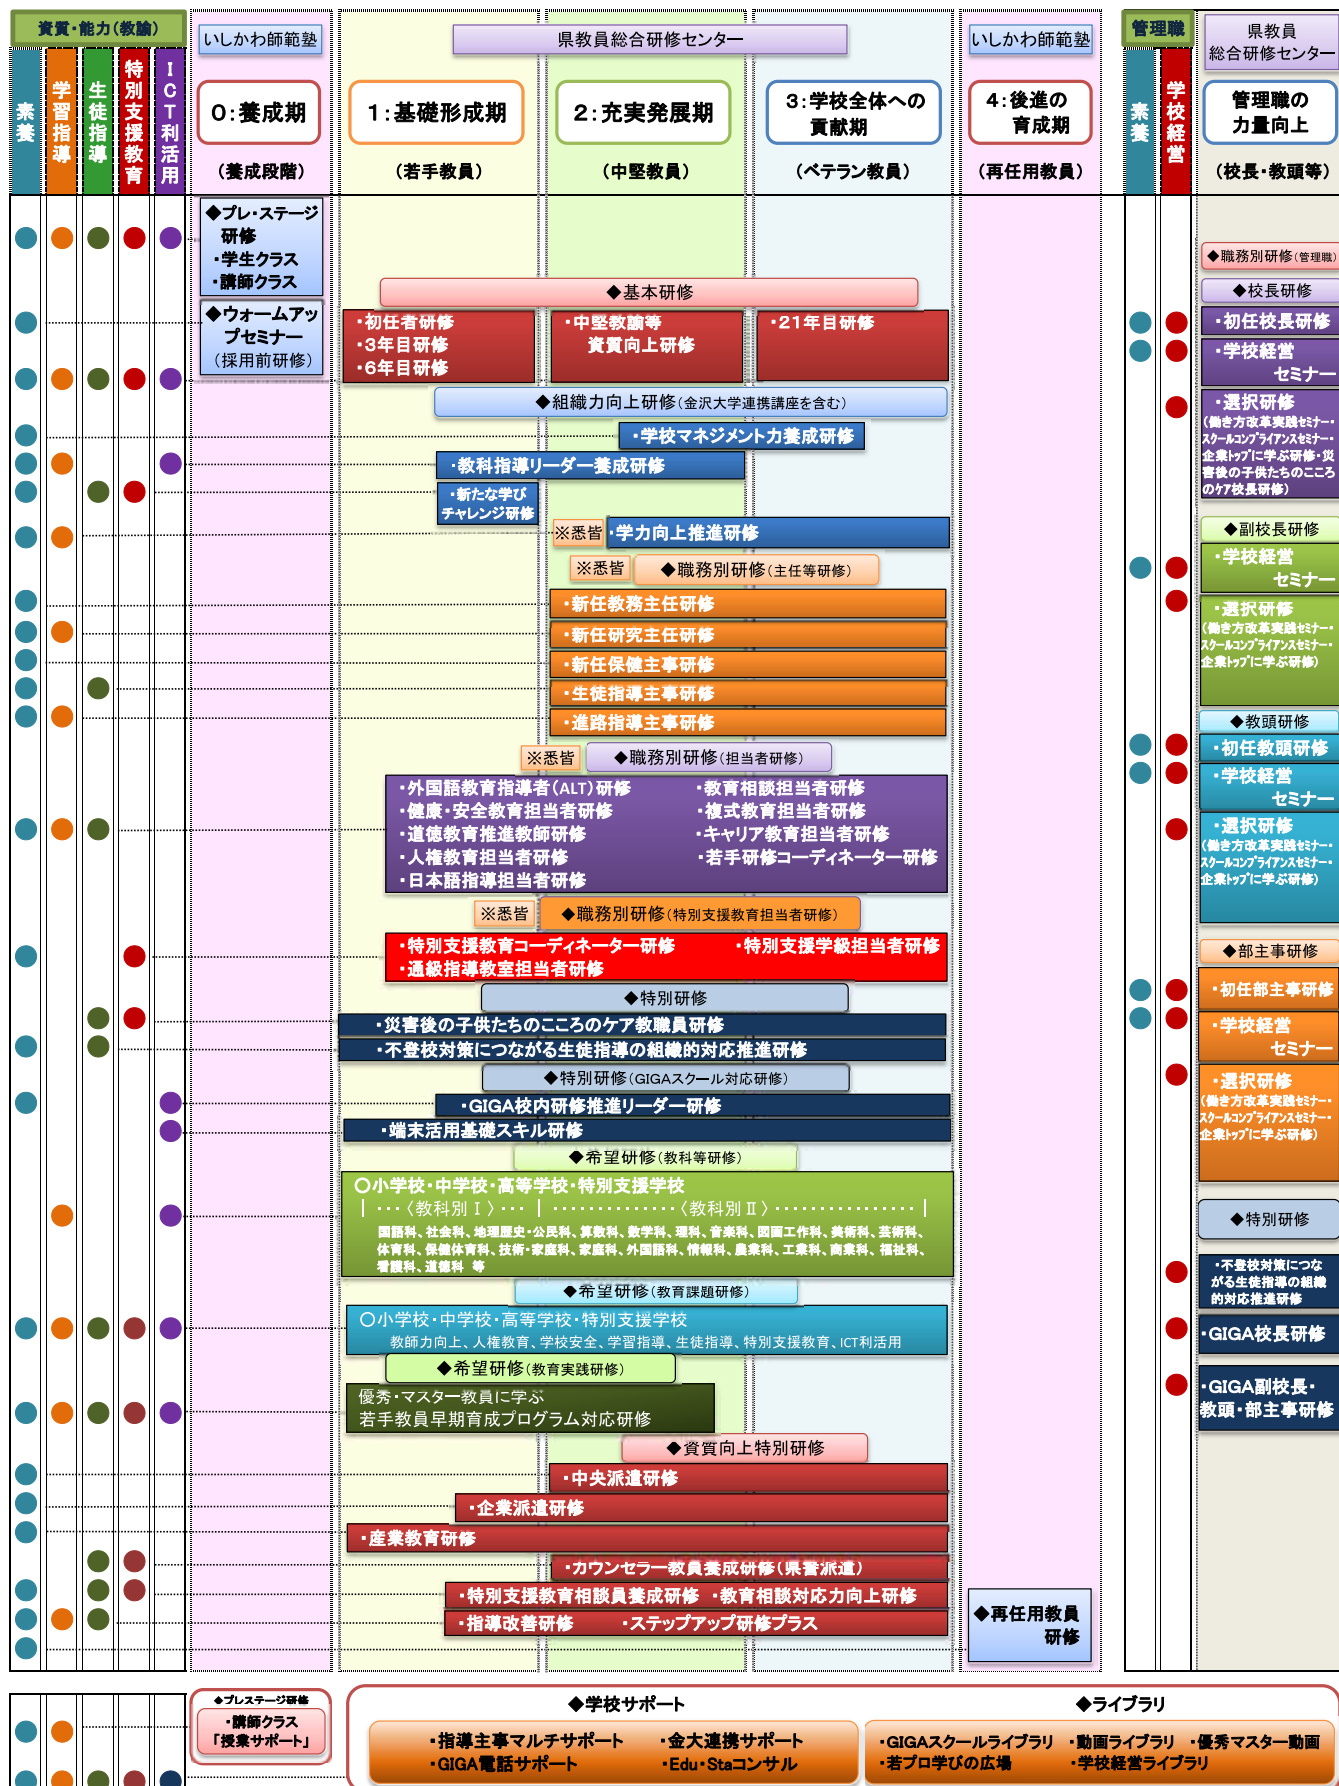 資質・能力（教諭）
素養
学習指導
生徒指導
特別支援教育
ICT利活用
いしかわ師範塾
県教員総合研修センター
いしかわ師範塾
０：養成期
（養成段階）
１：基礎形成期
（若手教員）
２：充実発展期
（中堅教員）
３：学校全体への
貢献期
（ベテラン教員）
４：後進の
育成期
（再任用教員）
管理職
素養
学校経営
県教員
総合研修センター
管理職の
力量向上
（校長・教頭等）
◆プレ・ステージ
研修
・学生クラス
・講師クラス
◆ウォームアッ
プセミナー
（採用前研修）
◆基本研修
・初任者研修
・3年目研修
・6年目研修
・中堅教諭等
資質向上研修
・21年目研修
◆組織力向上研修（金沢大学連携講座を含む）
・学校マネジメント力養成研修
・教科指導リーダー養成研修
・新たな学び
チャレンジ研修
※悉皆
・学力向上推進研修
※悉皆
◆職務別研修（主任等研修）
・新任教務主任研修
・新任研究主任研修
・新任保健主事研修
・生徒指導主事研修
・進路指導主事研修
※悉皆
◆職務別研修（担当者研修）
・外国語教育指導者（ALT）研修
・健康・安全教育担当者研修
・道徳教育推進教師研修
・人権教育担当者研修
・日本語指導担当者研修
・教育相談担当者研修
・複式教育担当者研修
・キャリア教育担当者研修
・若手研修コーディネーター研修
※悉皆
◆職務別研修（特別支援教育担当者研修）
・特別支援教育コーディネーター研修
・特別支援学級担当者研修
・通級指導教室担当者研修
◆特別研修
・災害後の子供たちのこころのケア教職員研修
・不登校対策につながる生徒指導の組織的対応推進研修
◆特別研修（GIGAスクール対応研修）
・GIGA校内研修推進リーダー研修
・端末活用基礎スキル研修
◆希望研修（教科等研修）
○小学校・中学校・高等学校・特別支援学校
｜・・・〈教科別Ⅰ〉・・・｜・・・・・・・・・・・・・・〈教科別Ⅱ〉・・・・・・・・・・・・・・・・｜
国語科、社会科、地理歴史・公民科、算数科、数学科、理科、音楽科、図画工作科、美術科、芸術科、
体育科、保健体育科、技術・家庭科、家庭科、外国語科、情報科、農業科、工業科、商業科、福祉科、
看護科、道徳科　等
◆希望研修（教育課題研修）
○小学校・中学校・高等学校・特別支援学校
教師力向上、人権教育、学校安全、学習指導、生徒指導、特別支援教育、ICT利活用
◆希望研修（教育実践研修）
優秀・マスター教員に学ぶ
若手教員早期育成プログラム対応研修
◆資質向上特別研修
・中央派遣研修
・企業派遣研修
・産業教育研修
・カウンセラー教員養成研修（県費派遣）
・特別支援教育相談員養成研修　・教育相談対応力向上研修
・指導改善研修　・ステップアップ研修プラス
◆再任用教員
研修
◆職務別研修（管理職）
◆校長研修
・初任校長研修
・学校経営
セミナー
・選択研修
（働き方改革実践セミナー・
スクールコンプライアンスセミナー・
企業トップに学ぶ研修・災
害後の子供たちのこころ
のケア校長研修）
◆副校長研修
・学校経営
セミナー
・選択研修
（働き方改革実践セミナー・
スクールコンプライアンスセミナー・
企業トップに学ぶ研修）
◆教頭研修
・初任教頭研修
・学校経営
セミナー
・選択研修
（働き方改革実践セミナー・
スクールコンプライアンスセミナー・
企業トップに学ぶ研修）
◆部主事研修
・初任部主事研修
・学校経営
セミナー
・選択研修
（働き方改革実践セミナー・
スクールコンプライアンスセミナー・
企業トップに学ぶ研修）
◆特別研修
・不登校対策につな
がる生徒指導の組織
的対応推進研修
・GIGA校長研修
・GIGA副校長・
教頭・部主事研修
◆プレステージ研修
・講師クラス
「授業サポート」
◆学校サポート
・指導主事マルチサポート　・金大連携サポート
・GIGA電話サポート　・Edu・Staコンサル
◆ライブラリ
・GIGAスクールライブラリ　・動画ライブラリ　・優秀マスター動画
・若プロ学びの広場　・学校経営ライブラリ